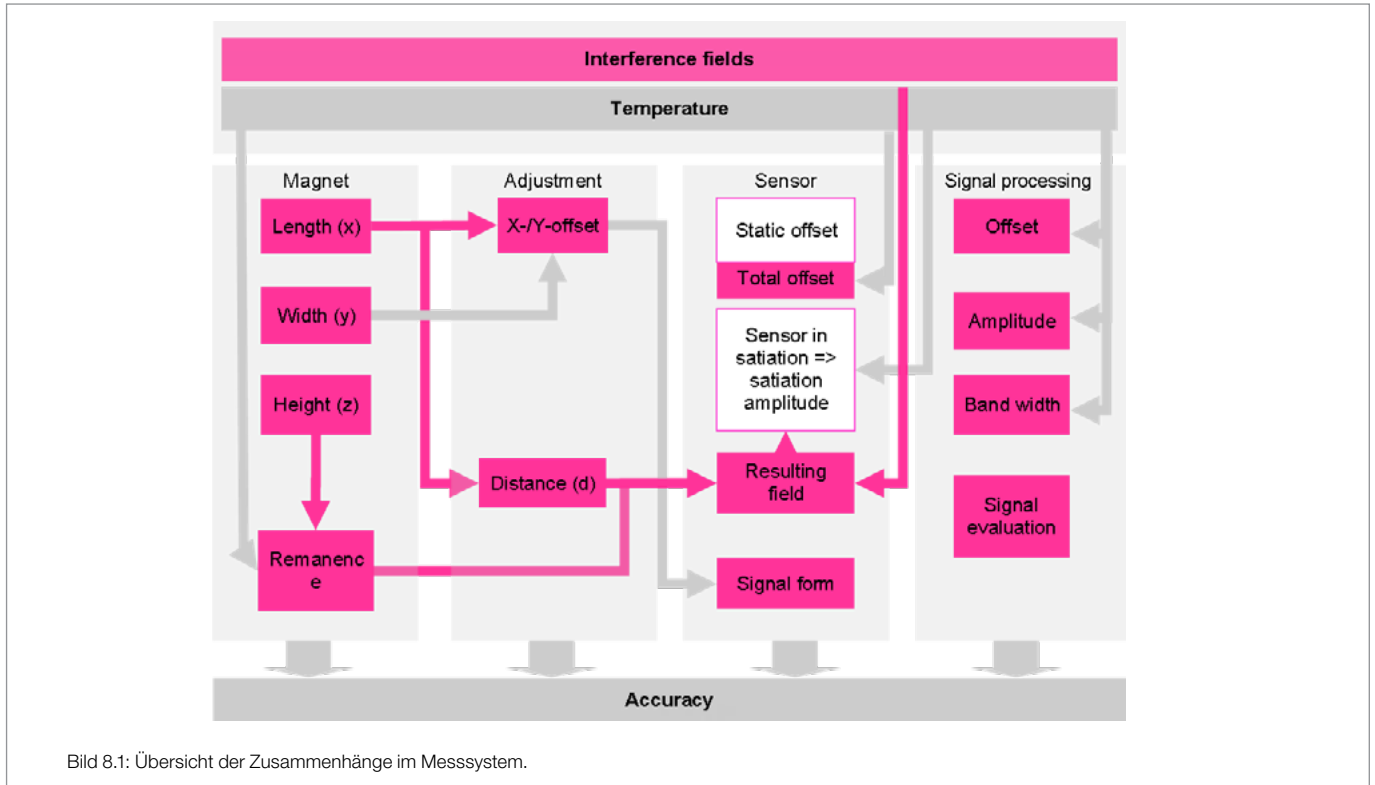 Interference fields
Temperature
Magnet
Length (x)
Width (y)
Height (z)
Remanenc
e
Adjustment
X-/Y-offset
Distance (d)
Sensor
Static offset
Total offset
Sensor in
satiation =>
satiation
amplitude
Resulting
field
Signal form
Signal processing
Offset
Amplitude
Band width
Signal
evaluation
Accuracy
Bild 8.1: Übersicht der Zusammenhänge im Messsystem.